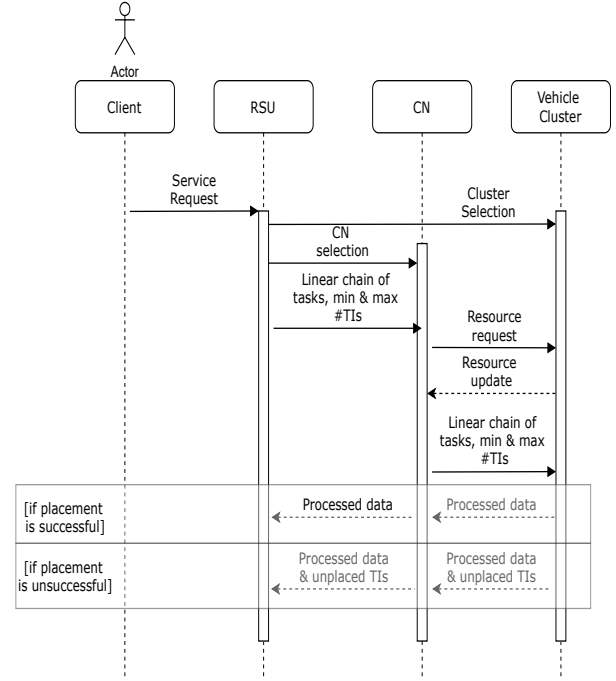 Actor
Client
RSU
CN
Vehicle
Cluster
Service
Request
Cluster
Selection
CN
selection
Linear chain of
tasks, min & max
#TIs
Resource
request
Resource
update
Linear chain of
tasks, min & max
#TIs
[if placement
is successful]
Processed data
Processed data
[if placement
is unsuccessful]
Processed data
& unplaced TIs
Processed data
& unplaced TIs